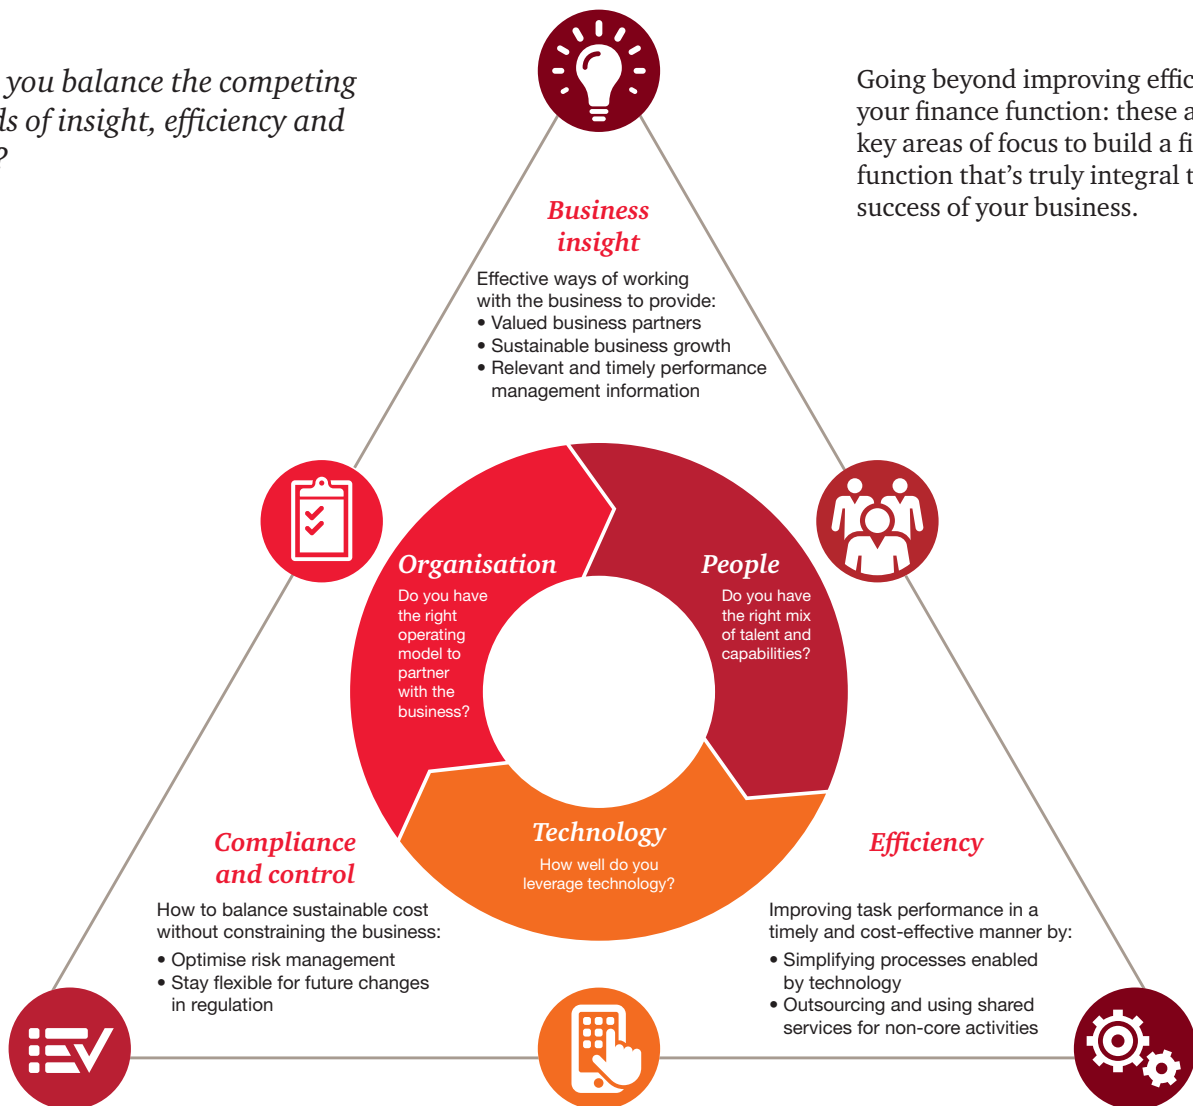 you balance the competing
of insight, efficiency and
?
Going beyond improving
your finance function: these
key areas of focus to build a
function that's truly integral
success of your business.
Business
insight
Effective ways of working
with the business to provide:
• Valued business partners
• Sustainable business growth
• Relevant and timely performance
management information
Organisation
Do you have
the right
operating
model to
partner
with the
business?
People
Do you have
the right mix
of talent and
capabilities?
Technology
How well do you
leverage technology?
Compliance
and control
How to balance sustainable cost
without constraining the business:
• Optimise risk management
• Stay flexible for future changes
in regulation
Efficiency
Improving task performance in a
timely and cost-effective manner by:
• Simplifying processes enabled
by technology
• Outsourcing and using shared
services for non-core activities